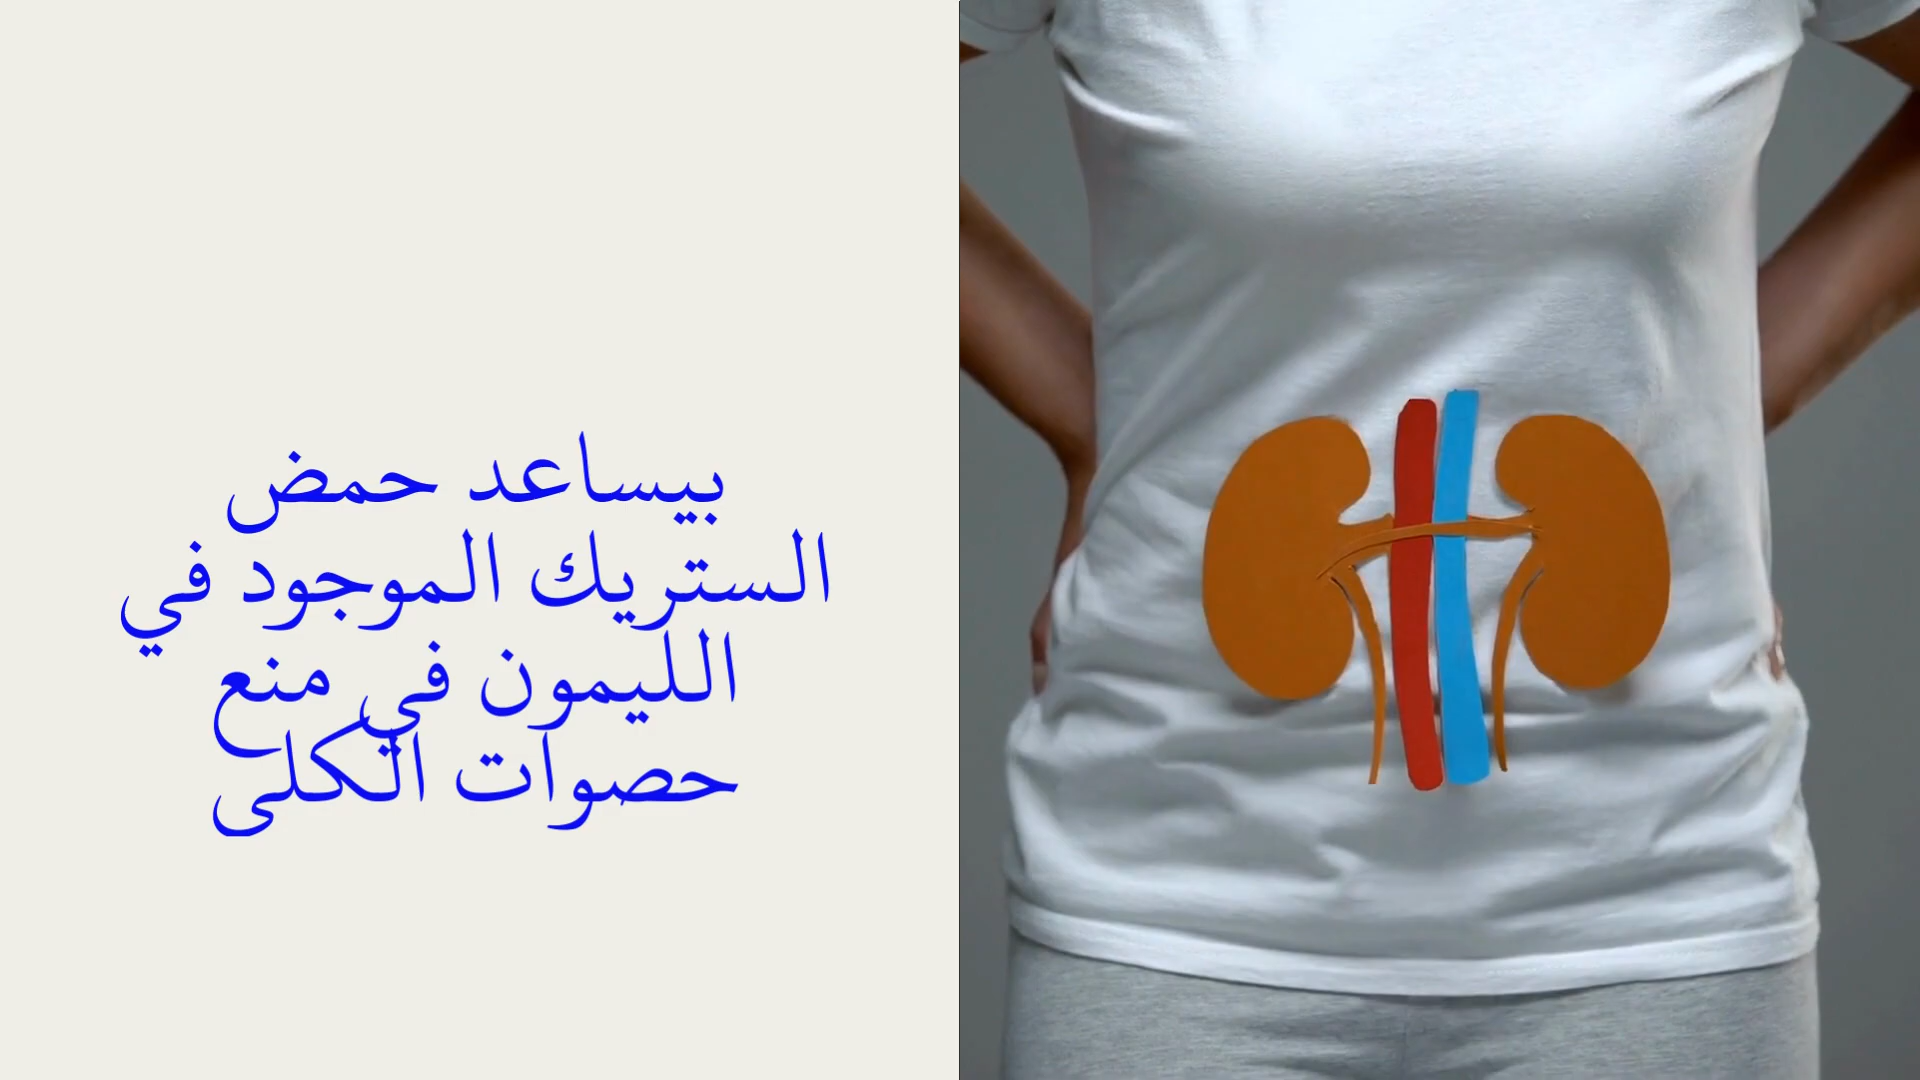 بيساعد حمض
الستريك الموجود في
الليمون في منع
حصوات الكلى